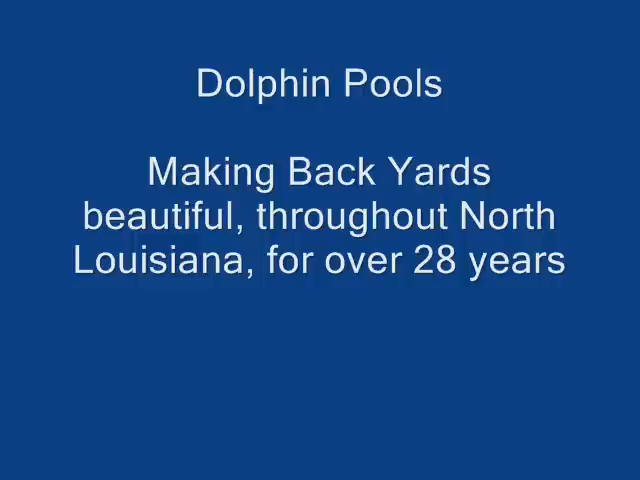 Dolphin Pools
Making Back Yards
beautiful, throughout North
Louisiana, for over 28 years